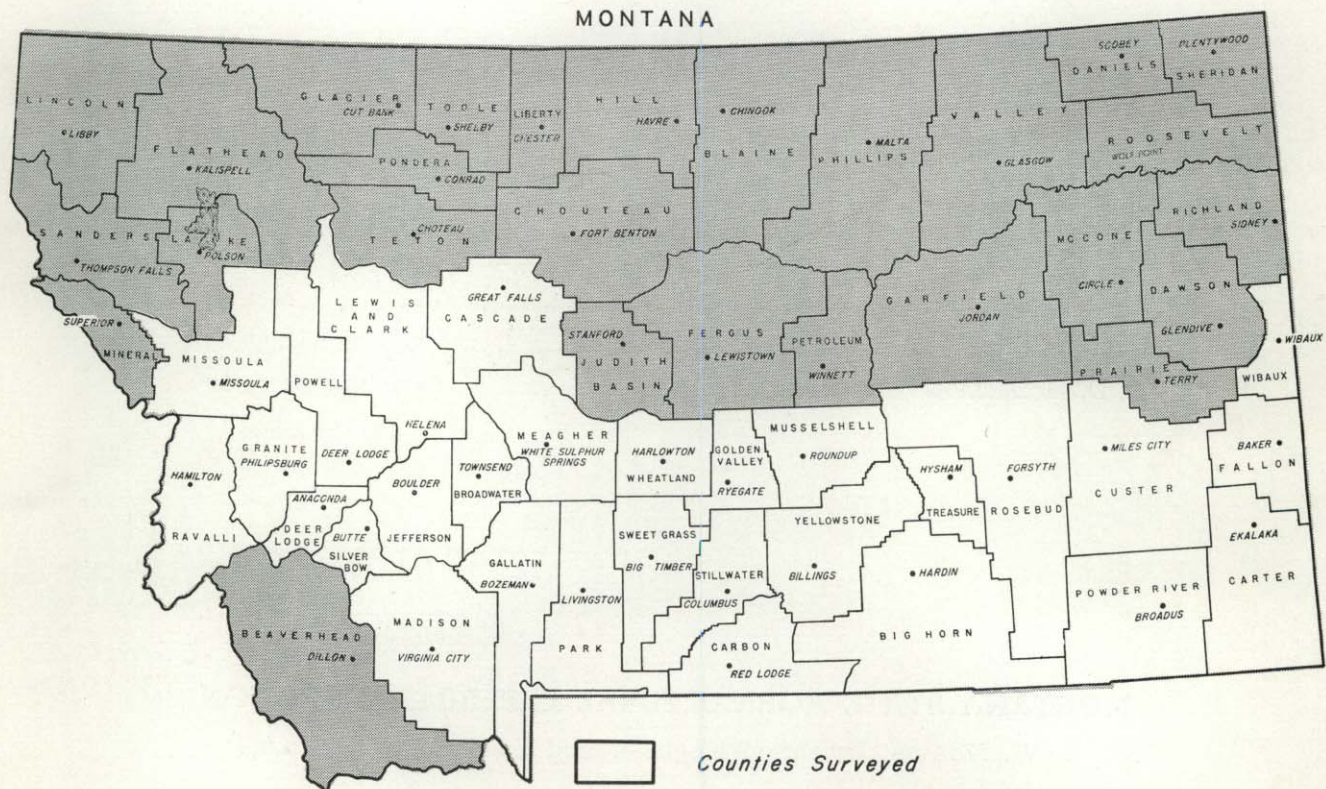 MONTANA
LINCOLN
LIBBY
FLATHEAD
KALISPELL
GLACIER
CUT BANK
TOOLE
SHELBY
LIBERTY
CHESTER
HILL
HAVRE
CHINOOK
BLAINE
MALTA
PHILLIPS
VALLEY
GLASGOW
SCOBEY
DANIELS
PLENTYWOOD
SHERIDAN
ROOSEVELT
WOLF POINT
PONDERA
CONRAD
CHOTEAU
TETON
CHOUTEAU
FORT BENTON
SANDERS
THOMPSON FALLS
LAKE
POLSON
RICHLAND
SIDNEY
MCCONE
CIRCLE
DAWSON
GLENDIVE
GARFIELD
JORDAN
SUPERIOR
MINERAL
MISSOULA
MISSOULA
POWELL
LEWIS
AND
CLARK
HELENA
GREAT FALLS
CASCADE
STANFORD
JUDITH
BASIN
FERGUS
LEWISTOWN
PETROLEUM
WINNETT
PRAIRIE
TERRY
WIBAUX
WIBAUX
GRANITE
PHILIPSBURG
DEER LODGE
HAMILTON
RAVALLI
ANACONDA
DEER
LODGE
BUTTE
SILVER
BOW
BOULDER
JEFFERSON
TOWNSEND
BROADWATER
MEAGHER
WHITE SULPHUR
SPRINGS
HARLOWTON
WHEATLAND
GOLDEN
VALLEY
RYEGATE
MUSSELSHELL
ROUNDUP
HYSHAM
TREASURE
FORSYTH
ROSEBUD
MILES CITY
CUSTER
BAKER
FALLON
EKALAKA
CARTER
POWDER RIVER
BROADUS
YELLOWSTONE
BILLINGS
HARDIN
BIG HORN
SWEET GRASS
BIG TIMBER
STILLWATER
COLUMBUS
CARBON
RED LODGE
GALLATIN
BOZEMAN
LIVINGSTON
PARK
MADISON
VIRGINIA CITY
BEAVERHEAD
DILLON
Counties Surveyed